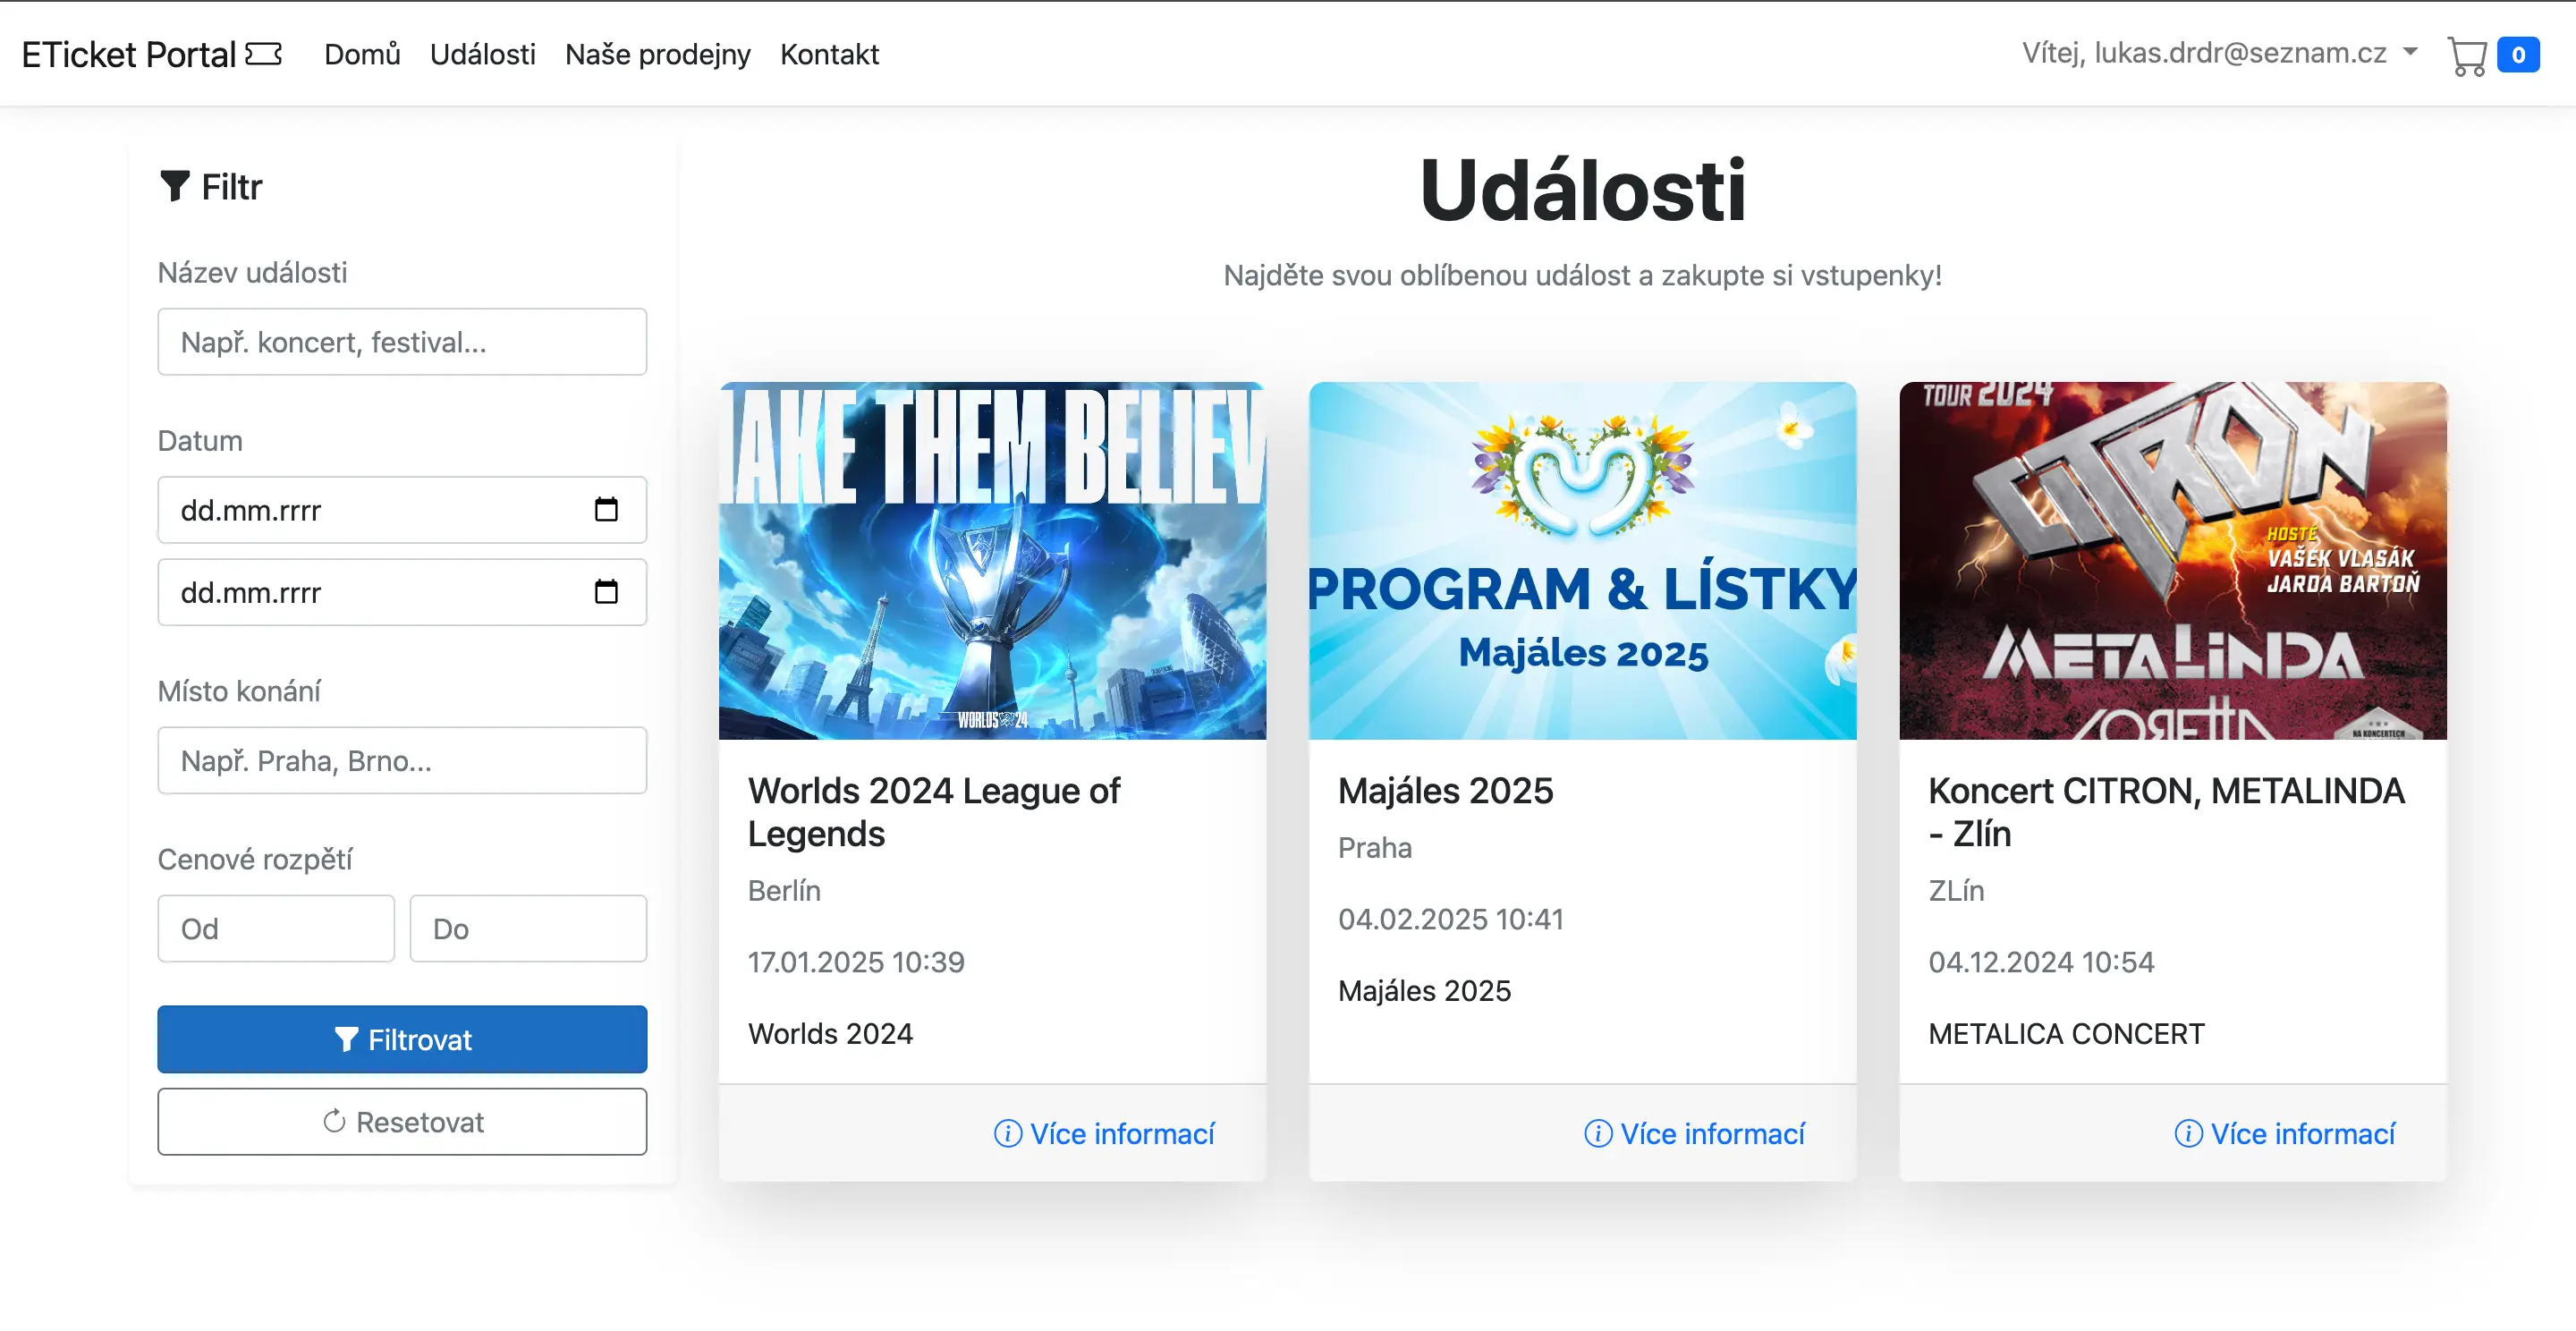 ETicket Portal
Domů
Události
Naše prodejny
Kontakt
Vítej, lukas.drdr@seznam.cz
0
Filtr
Název události
Např. koncert, festival...
Datum
dd.mm.rrrr
dd.mm.rrrr
Místo konání
Např. Praha, Brno...
Cenové rozpětí
Od
Do
Filtrovat
Resetovat
Události
Najděte svou oblíbenou událost a zakupte si vstupenky!
AKE THEM BELIEV
WORLDS 24
Worlds 2024 League of
Legends
Berlín
17.01.2025 10:39
Worlds 2024
Více informací
PROGRAM & LÍSTKY
Majáles 2025
Majáles 2025
Praha
04.02.2025 10:41
Majáles 2025
Více informací
TOUR 2024
CITRON
HOSTÉ
VAŠEK VLASÁK
JARDA BARTOŇ
METALINDA
NA KONCERTECH
Koncert CITRON, METALINDA
- Zlín
ZLín
04.12.2024 10:54
METALICA CONCERT
Více informací